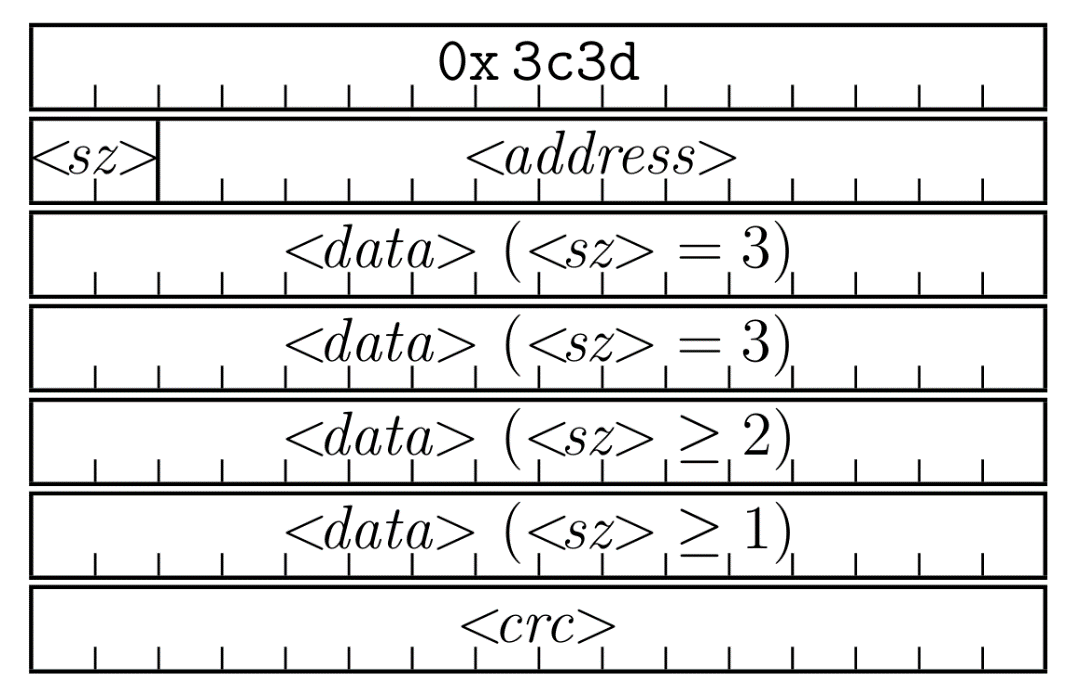 0x 3c3d
<sz> <address>
<data> (<sz> = 3)
<data> (<sz> = 3)
<data> (<sz> ≥ 2)
<data> (<sz> ≥ 1)
<crc>